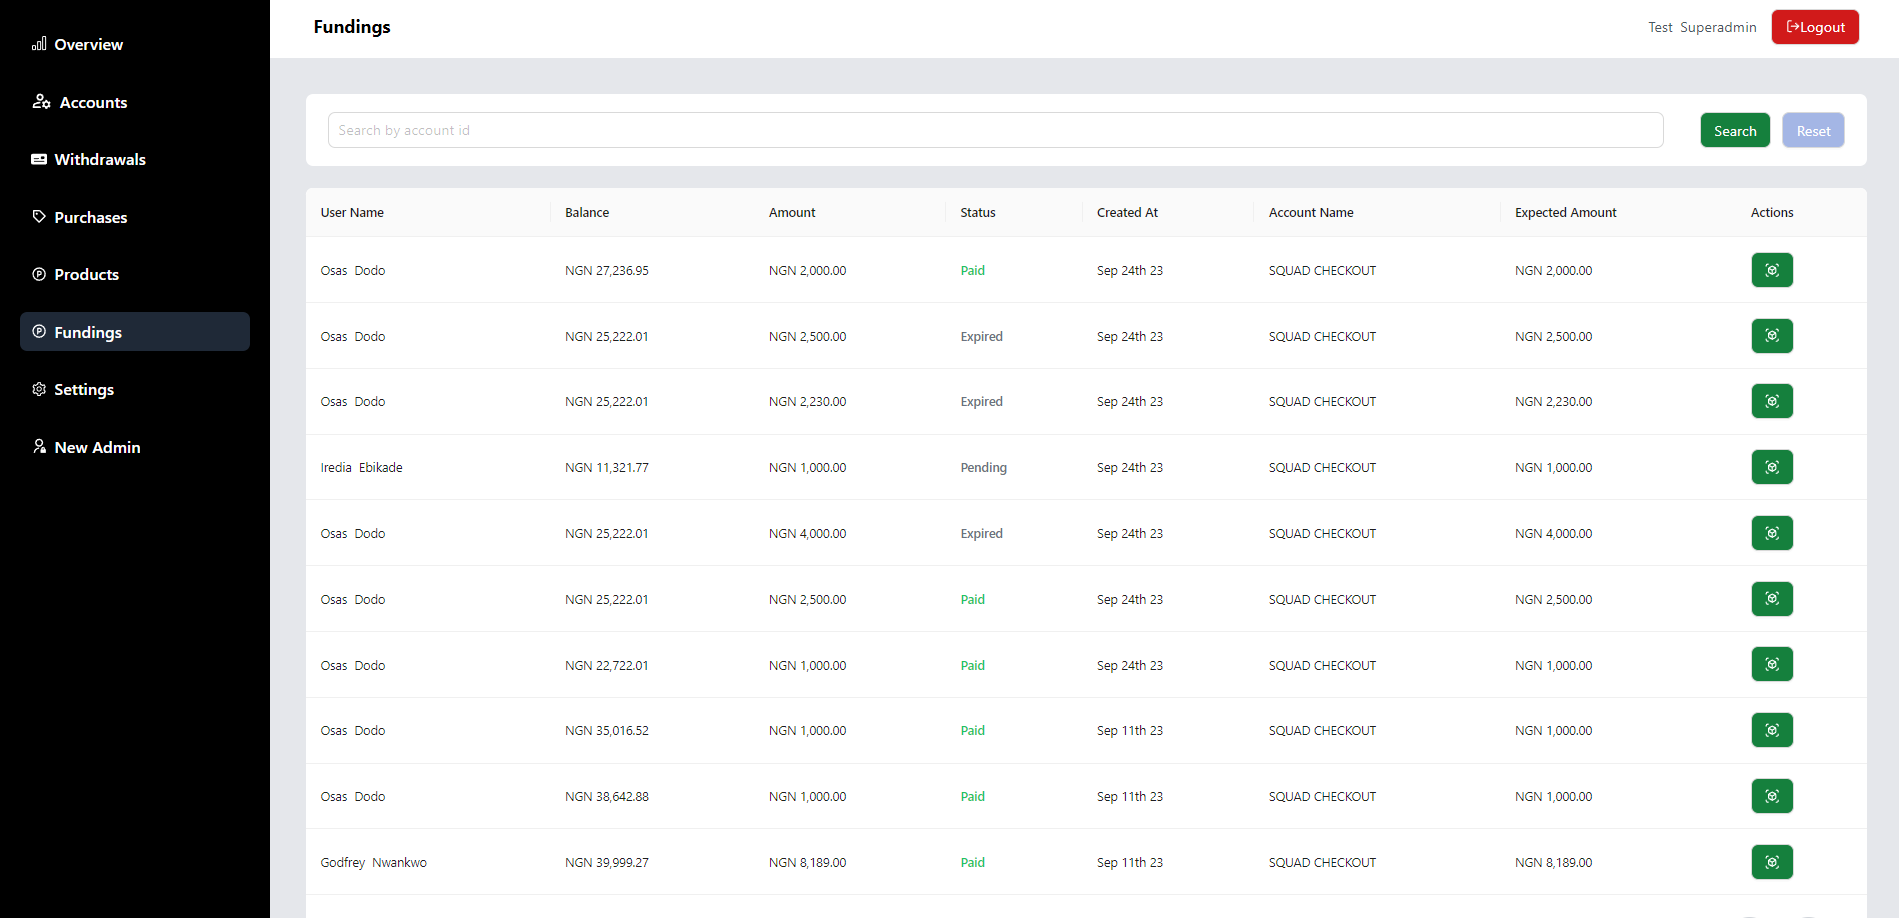 Overview
Accounts
Withdrawals
Purchases
Products
Fundings
Settings
New Admin
Fundings
Test Superadmin Logout
Search by account id Search Reset
User Name Balance Amount Status Created At Account Name Expected Amount Actions
Osas Dodo NGN 27,236.95 NGN 2,000.00 Paid Sep 24th 23 SQUAD CHECKOUT NGN 2,000.00
Osas Dodo NGN 25,222.01 NGN 2,500.00 Expired Sep 24th 23 SQUAD CHECKOUT NGN 2,500.00
Osas Dodo NGN 25,222.01 NGN 2,230.00 Expired Sep 24th 23 SQUAD CHECKOUT NGN 2,230.00
Iredia Ebikade NGN 11,321.77 NGN 1,000.00 Pending Sep 24th 23 SQUAD CHECKOUT NGN 1,000.00
Osas Dodo NGN 25,222.01 NGN 4,000.00 Expired Sep 24th 23 SQUAD CHECKOUT NGN 4,000.00
Osas Dodo NGN 25,222.01 NGN 2,500.00 Paid Sep 24th 23 SQUAD CHECKOUT NGN 2,500.00
Osas Dodo NGN 22,722.01 NGN 1,000.00 Paid Sep 24th 23 SQUAD CHECKOUT NGN 1,000.00
Osas Dodo NGN 35,016.52 NGN 1,000.00 Paid Sep 11th 23 SQUAD CHECKOUT NGN 1,000.00
Osas Dodo NGN 38,642.88 NGN 1,000.00 Paid Sep 11th 23 SQUAD CHECKOUT NGN 1,000.00
Godfrey Nwankwo NGN 39,999.27 NGN 8,189.00 Paid Sep 11th 23 SQUAD CHECKOUT NGN 8,189.00